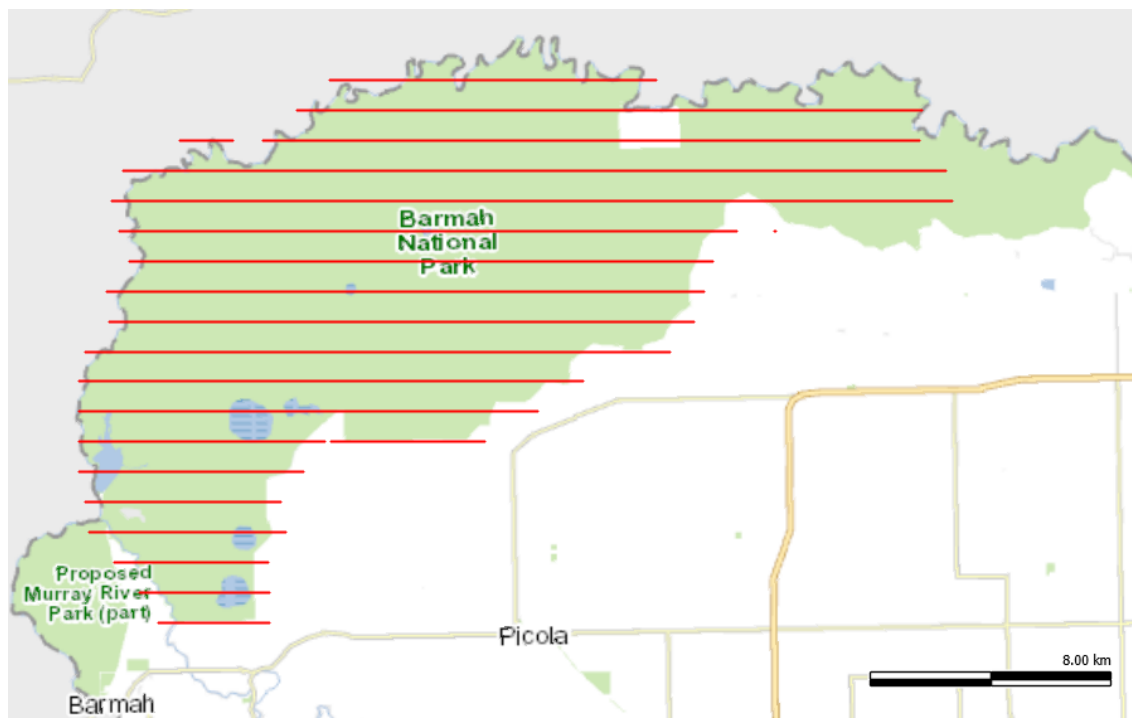 Barmah
National
Park
Proposed
Murray River
Park (part)
Picola
8.00 km
Barmah